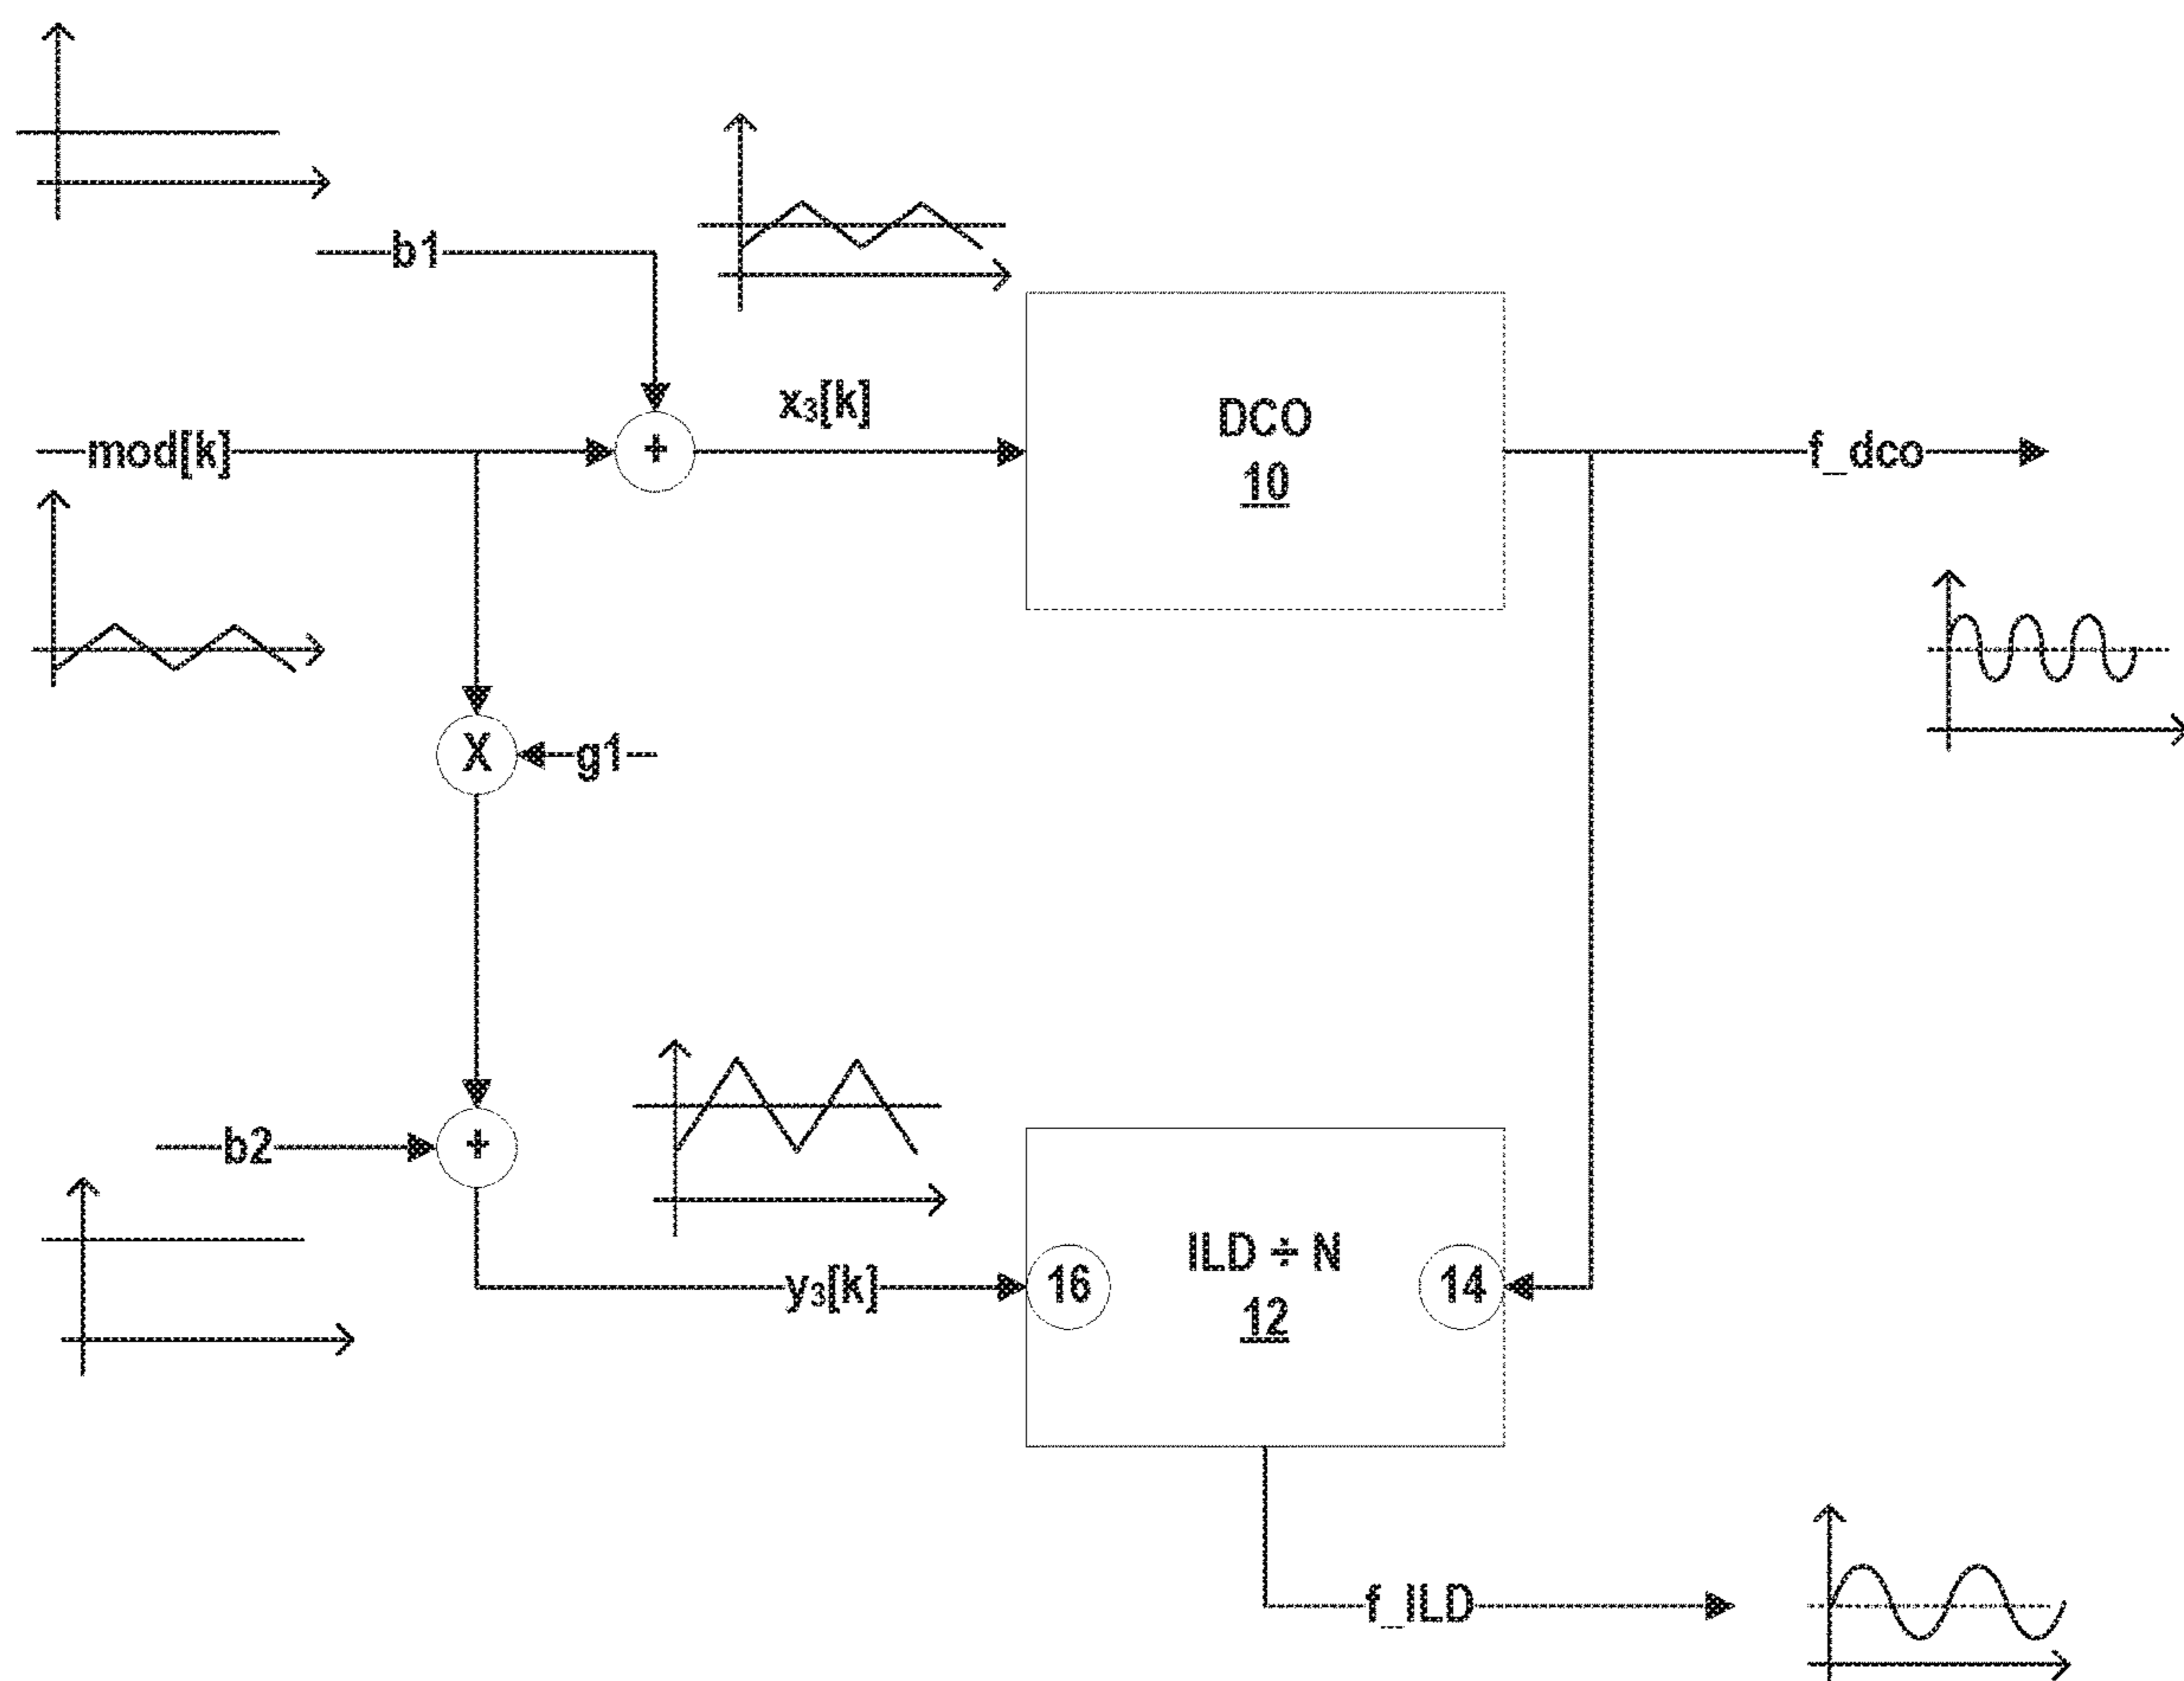 b1
x₃[k]
mod[k]
+
DCO
10
f_dco
X
g1
b2
+
y₃[k]
16
ILD ÷ N
12
14
f_ILD